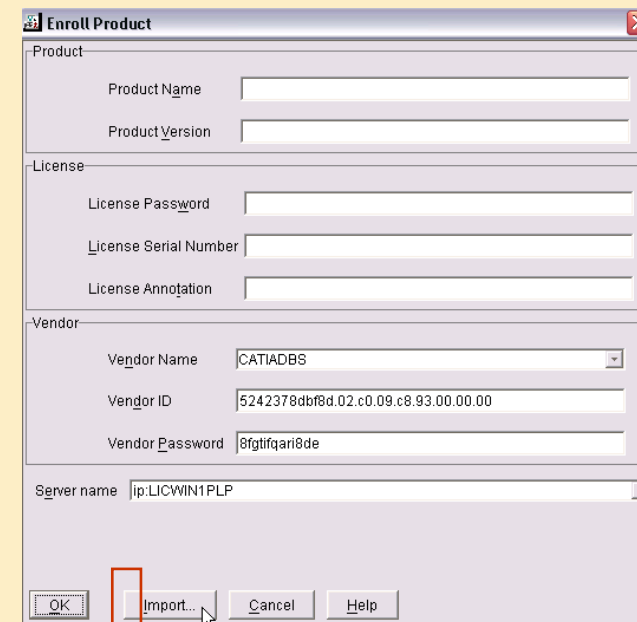 Enroll Product
Product
Product Name
Product Version
License
License Password
License Serial Number
License Annotation
Vendor
Vendor Name CATIADBS
Vendor ID 5242378dbf8d.02.c0.09.c8.93.00.00.00
Vendor Password 8fgtifqari8de
Server name ip:LICWIN1PLP
OK Import... Cancel Help